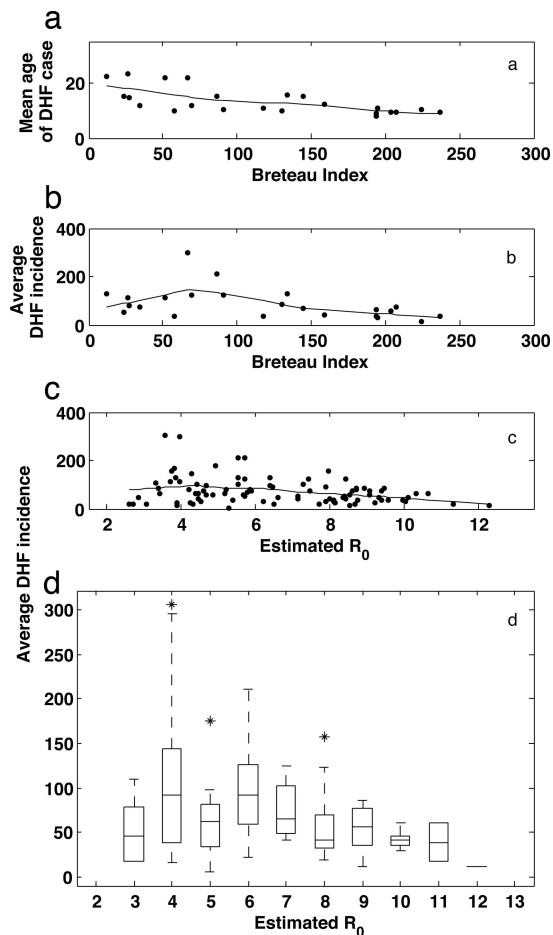 a
Mean age
of DHF case
20
0
a
0 50 100 150 200 250 300
Breteau Index
b
Average
DHF incidence
400
200
0
b
0 50 100 150 200 250 300
Breteau Index
c
400
200
0
c
2 4 6 8 10 12
Estimated R0
Average DHF incidence
d
300
250
200
150
100
50
0
d
2 3 4 5 6 7 8 9 10 11 12 13
Estimated R0